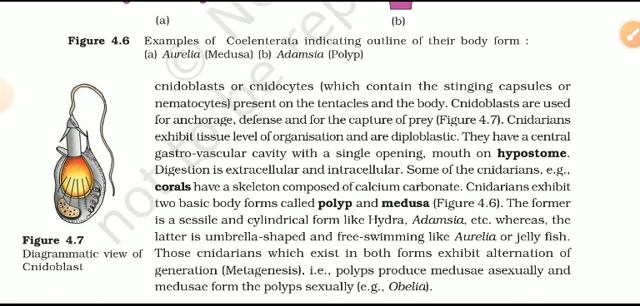 (a) (b)
Figure 4.6 Examples of Coelenterata indicating outline of their body form :
(a) Aurelia (Medusa) (b) Adamsia (Polyp)
cnidoblasts or cnidocytes (which contain the stinging capsules or
nematocytes) present on the tentacles and the body. Cnidoblasts are used
for anchorage, defense and for the capture of prey (Figure 4.7). Cnidarians
exhibit tissue level of organisation and are diploblastic. They have a central
gastro-vascular cavity with a single opening, mouth on hypostome.
Digestion is extracellular and intracellular. Some of the cnidarians, e.g.,
corals have a skeleton composed of calcium carbonate. Cnidarians exhibit
two basic body forms called polyp and medusa (Figure 4.6). The former
is a sessile and cylindrical form like Hydra, Adamsia, etc. whereas, the
latter is umbrella-shaped and free-swimming like Aurelia or jelly fish.
Those cnidarians which exist in both forms exhibit alternation of
generation (Metagenesis), i.e., polyps produce medusae asexually and
medusae form the polyps sexually (e.g., Obelia).
Figure 4.7
Diagrammatic view of
Cnidoblast
not to be rep
© N